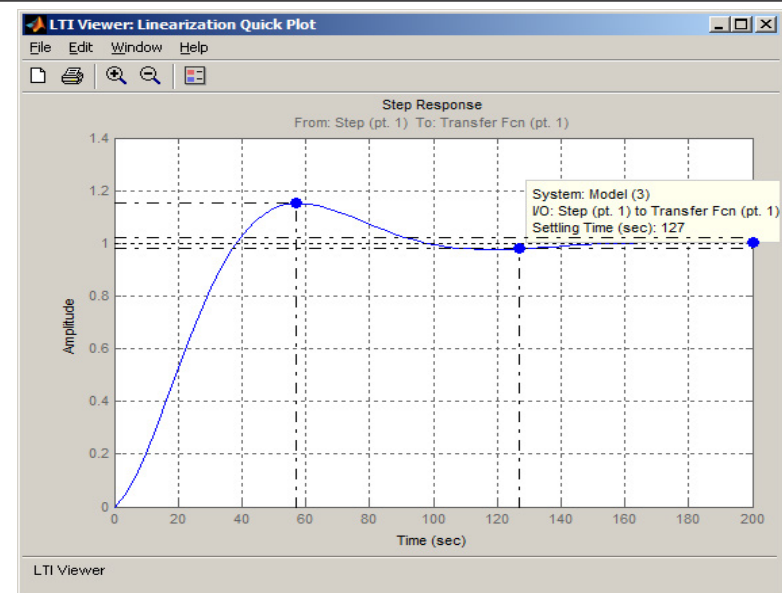 LTI Viewer: Linearization Quick Plot
File Edit Window Help
Step Response
From: Step (pt. 1) To: Transfer Fcn (pt. 1)
1.4
1.2
1
0.8
0.6
0.4
0.2
0
Amplitude
System: Model (3)
I/O: Step (pt. 1) to Transfer Fcn (pt. 1)
Settling Time (sec): 127
0 20 40 60 80 100 120 140 160 180 200
Time (sec)
LTI Viewer